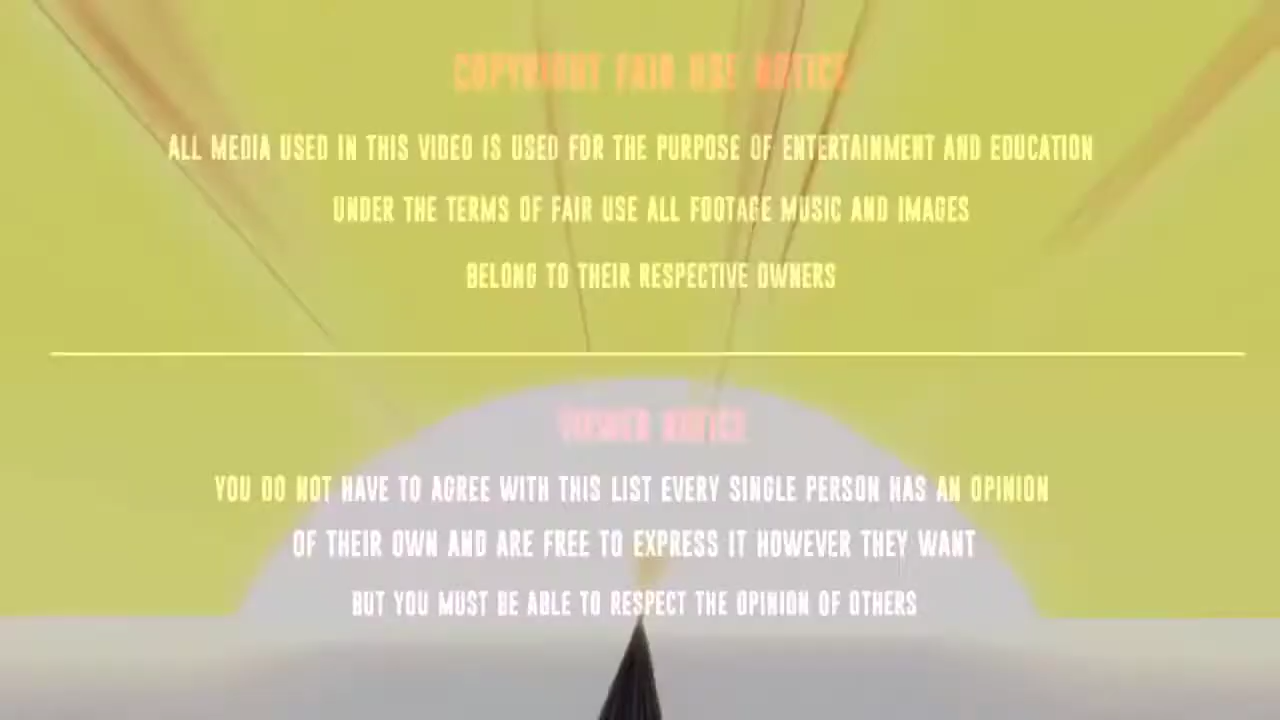 COPYRIGHT FAIR USE NOTICE
ALL MEDIA USED IN THIS VIDEO IS USED FOR THE PURPOSE OF ENTERTAINMENT AND EDUCATION
UNDER THE TERMS OF FAIR USE ALL FOOTAGE MUSIC AND IMAGES
BELONG TO THEIR RESPECTIVE OWNERS
VIEWER NOTICE
YOU DO NOT HAVE TO AGREE WITH THIS LIST EVERY SINGLE PERSON HAS AN OPINION
OF THEIR OWN AND ARE FREE TO EXPRESS IT HOWEVER THEY WANT
BUT YOU MUST BE ABLE TO RESPECT THE OPINION OF OTHERS